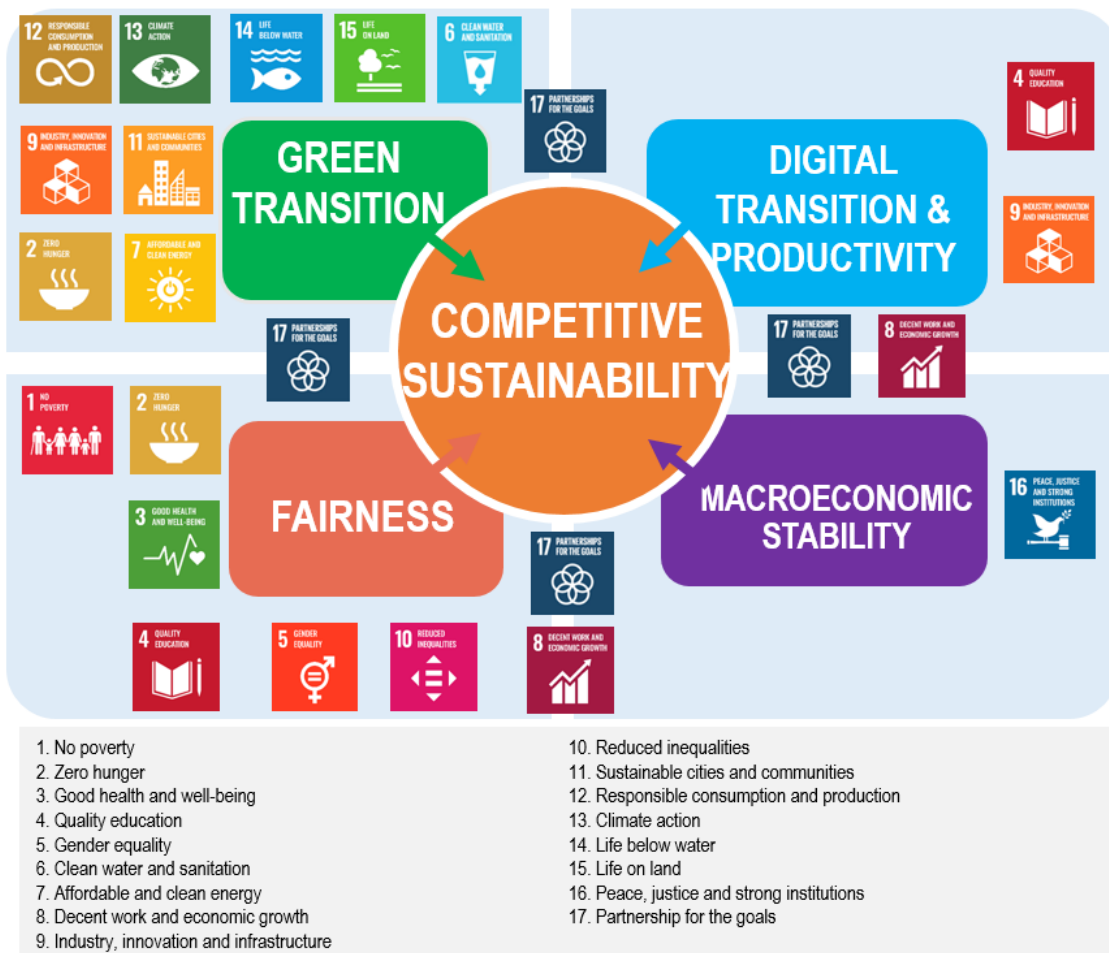 12 RESPONSIBLE
CONSUMPTION
AND PRODUCTION
13 CLIMATE
ACTION
14 LIFE
BELOW WATER
15 LIFE
ON LAND
6 CLEAN WATER
AND SANITATION
17 PARTNERSHIPS
FOR THE GOALS
4 QUALITY
EDUCATION
9 INDUSTRY, INNOVATION
AND INFRASTRUCTURE
11 SUSTAINABLE CITIES
AND COMMUNITIES
GREEN
TRANSITION
DIGITAL
TRANSITION &
PRODUCTIVITY
9 INDUSTRY, INNOVATION
AND INFRASTRUCTURE
2 ZERO
HUNGER
7 AFFORDABLE AND
CLEAN ENERGY
COMPETITIVE
SUSTAINABILITY
17 PARTNERSHIPS
FOR THE GOALS
17 PARTNERSHIPS
FOR THE GOALS
8 DECENT WORK AND
ECONOMIC GROWTH
1 NO
POVERTY
2 ZERO
HUNGER
3 GOOD HEALTH
AND WELL-BEING
FAIRNESS
MACROECONOMIC
STABILITY
16 PEACE, JUSTICE
AND STRONG
INSTITUTIONS
17 PARTNERSHIPS
FOR THE GOALS
4 QUALITY
EDUCATION
5 GENDER
EQUALITY
10 REDUCED
INEQUALITIES
8 DECENT WORK AND
ECONOMIC GROWTH
1. No poverty
2. Zero hunger
3. Good health and well-being
4. Quality education
5. Gender equality
6. Clean water and sanitation
7. Affordable and clean energy
8. Decent work and economic growth
9. Industry, innovation and infrastructure
10. Reduced inequalities
11. Sustainable cities and communities
12. Responsible consumption and production
13. Climate action
14. Life below water
15. Life on land
16. Peace, justice and strong institutions
17. Partnership for the goals